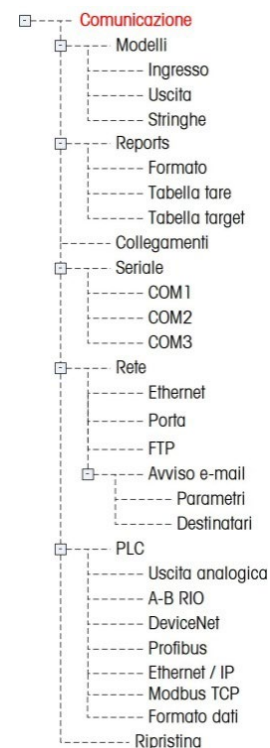 Comunicazione
Modelli
Ingresso
Uscita
Stringhe
Reports
Formato
Tabella tare
Tabella target
Collegamenti
Seriale
COM1
COM2
COM3
Rete
Ethernet
Porta
FTP
Avviso e-mail
Parametri
Destinatari
PLC
Uscita analogica
A-B RIO
DeviceNet
Profibus
Ethernet / IP
Modbus TCP
Formato dati
Ripristina